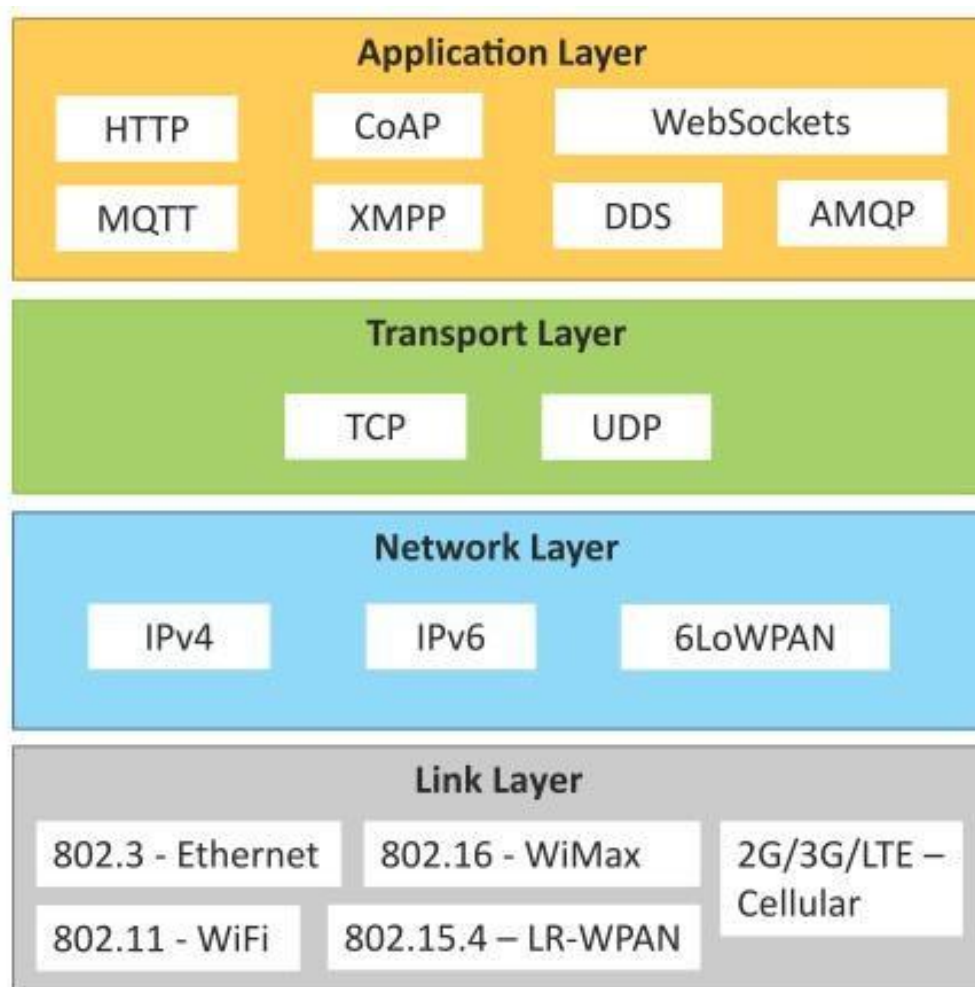 Application Layer
HTTP
CoAP
WebSockets
MQTT
XMPP
DDS
AMQP
Transport Layer
TCP
UDP
Network Layer
IPv4
IPv6
6LoWPAN
Link Layer
802.3 - Ethernet
802.16 - WiMax
2G/3G/LTE –
Cellular
802.11 - WiFi
802.15.4 – LR-WPAN